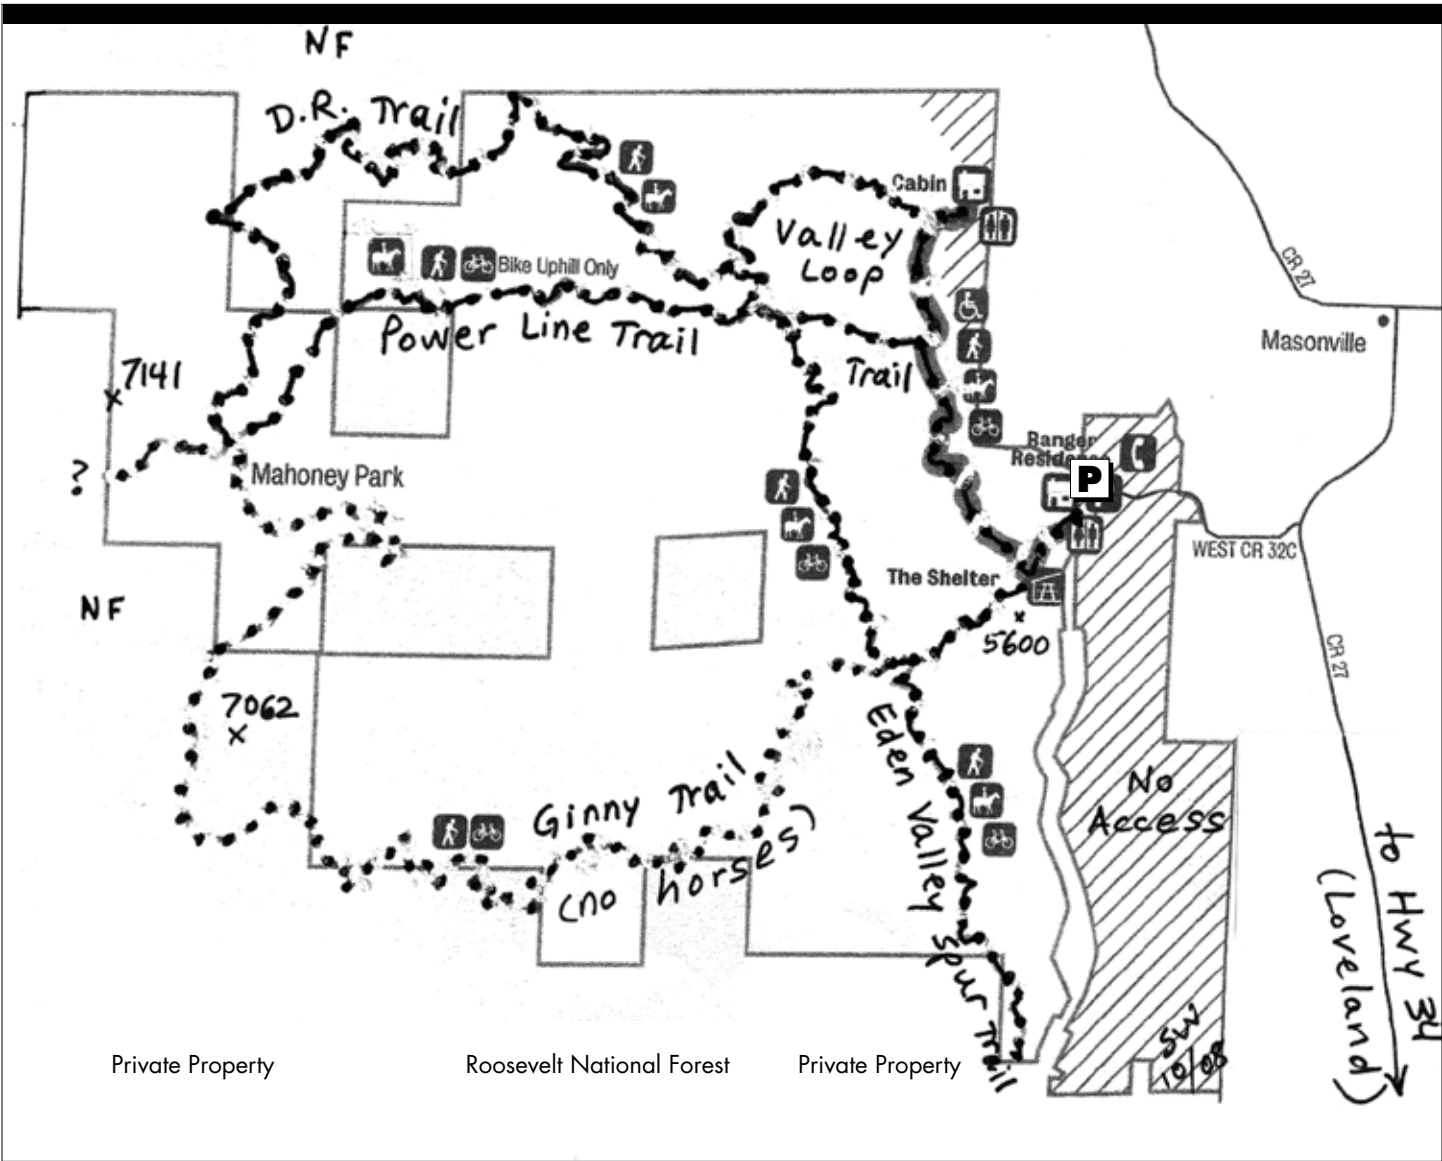 NF
D.R. Trail
Cabin
Valley
Loop
CR 27
Bike Uphill Only
Power Line Trail
Masonville
7141
Trail
Ranger
Residence
P
?
Mahoney Park
WEST CR 32C
The Shelter
NF
5600
CR 27
7062
Eden Valley Spur Trail
Ginny Trail
(no horses)
No
Access
to Hwy 34
(Loveland)
SW
10/08
Private Property
Roosevelt National Forest
Private Property